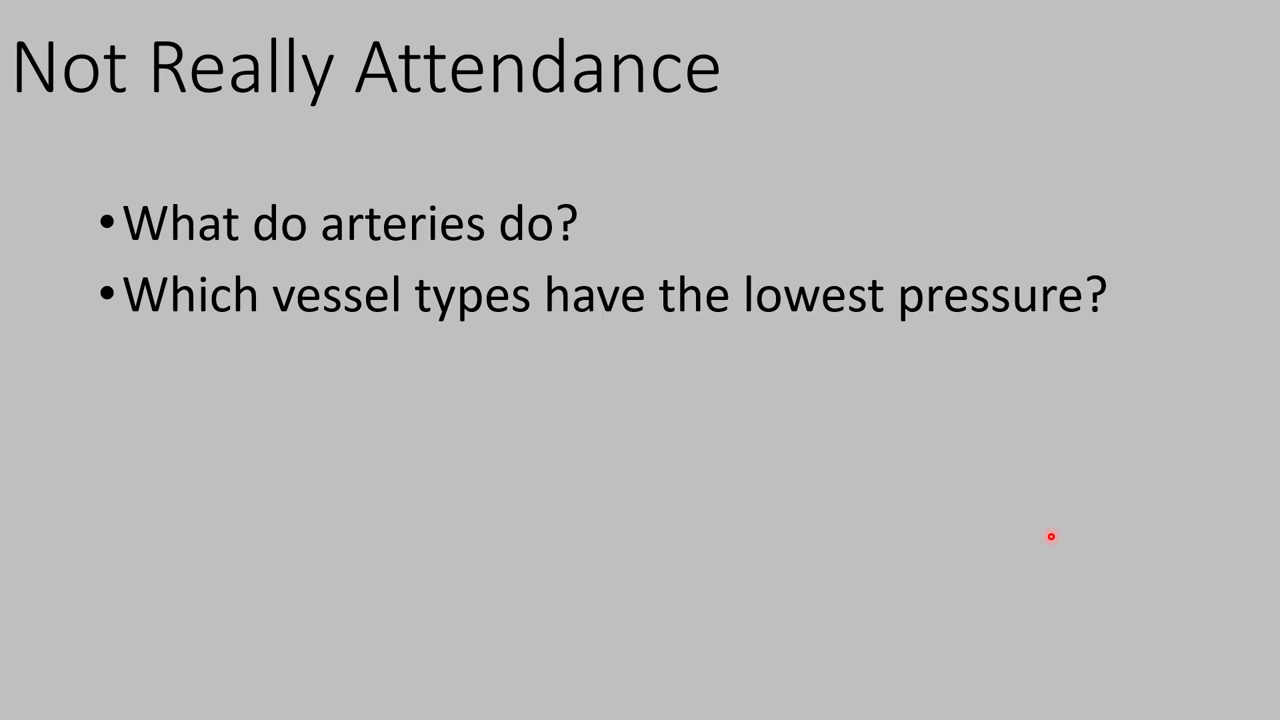 Not Really Attendance
•What do arteries do?
•Which vessel types have the lowest pressure?